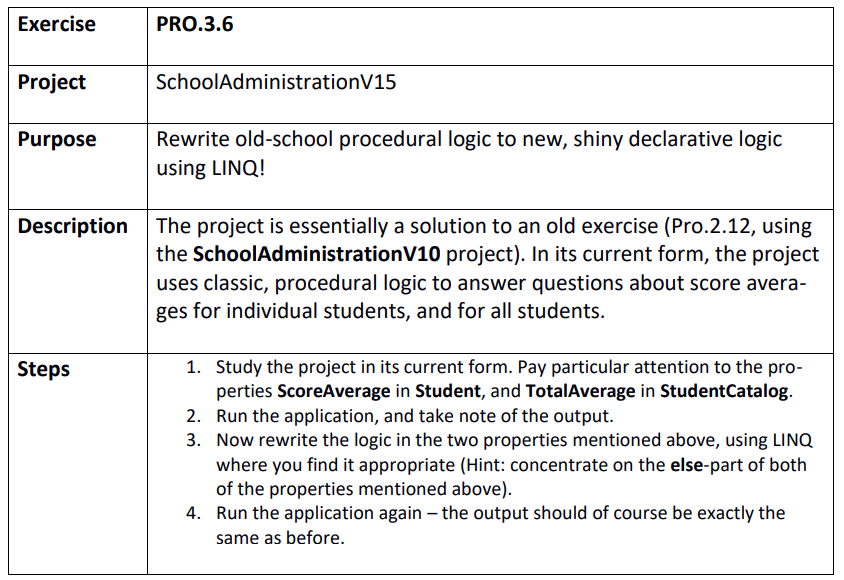 Exercise PRO.3.6
Project SchoolAdministrationV15
Purpose Rewrite old-school procedural logic to new, shiny declarative logic
using LINQ!
Description The project is essentially a solution to an old exercise (Pro.2.12, using
the SchoolAdministrationV10 project). In its current form, the project
uses classic, procedural logic to answer questions about score avera-
ges for individual students, and for all students.
Steps 1. Study the project in its current form. Pay particular attention to the pro-
perties ScoreAverage in Student, and TotalAverage in StudentCatalog.
2. Run the application, and take note of the output.
3. Now rewrite the logic in the two properties mentioned above, using LINQ
where you find it appropriate (Hint: concentrate on the else-part of both
of the properties mentioned above).
4. Run the application again – the output should of course be exactly the
same as before.